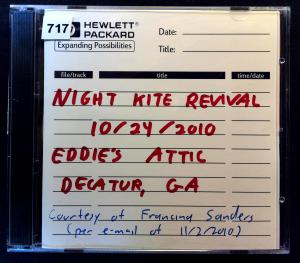 717
HEWLETT®
PACKARD
Expanding Possibilities
Date:
Title:
file/track title time/date
NIGHT KITE REVIVAL
10/24/2010
EDDIE'S ATTIC
DECATUR, GA
Courtesy of Francina Sanders
(per e-mail of 11/2/2010)